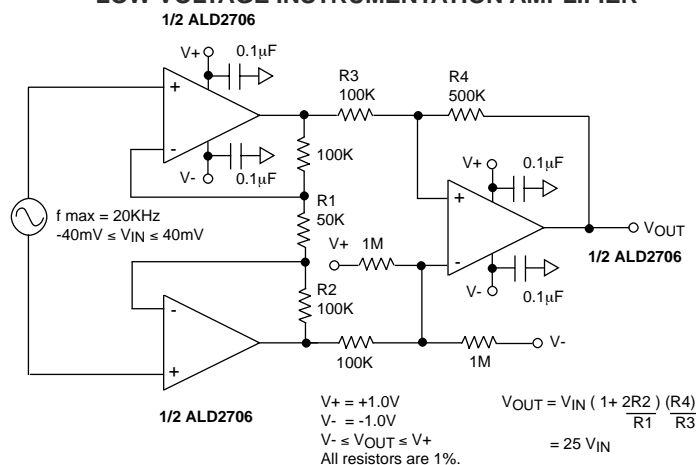 LOW VOLTAGE INSTRUMENTATION AMPLIFIER
1/2 ALD2706
V+
0.1µF
+
-
V-
0.1µF
R3
100K
R4
500K
100K
R1
50K
f max = 20KHz
-40mV ≤ VIN ≤ 40mV
V+
0.1µF
+
-
VOUT
1/2 ALD2706
V+
1M
V-
0.1µF
R2
100K
-
+
100K
1M
V-
1/2 ALD2706
V+ = +1.0V
V- = -1.0V
V- ≤ VOUT ≤ V+
All resistors are 1%.
VOUT = VIN ( 1+ 2R2 ) (R4)
R1 R3
= 25 VIN